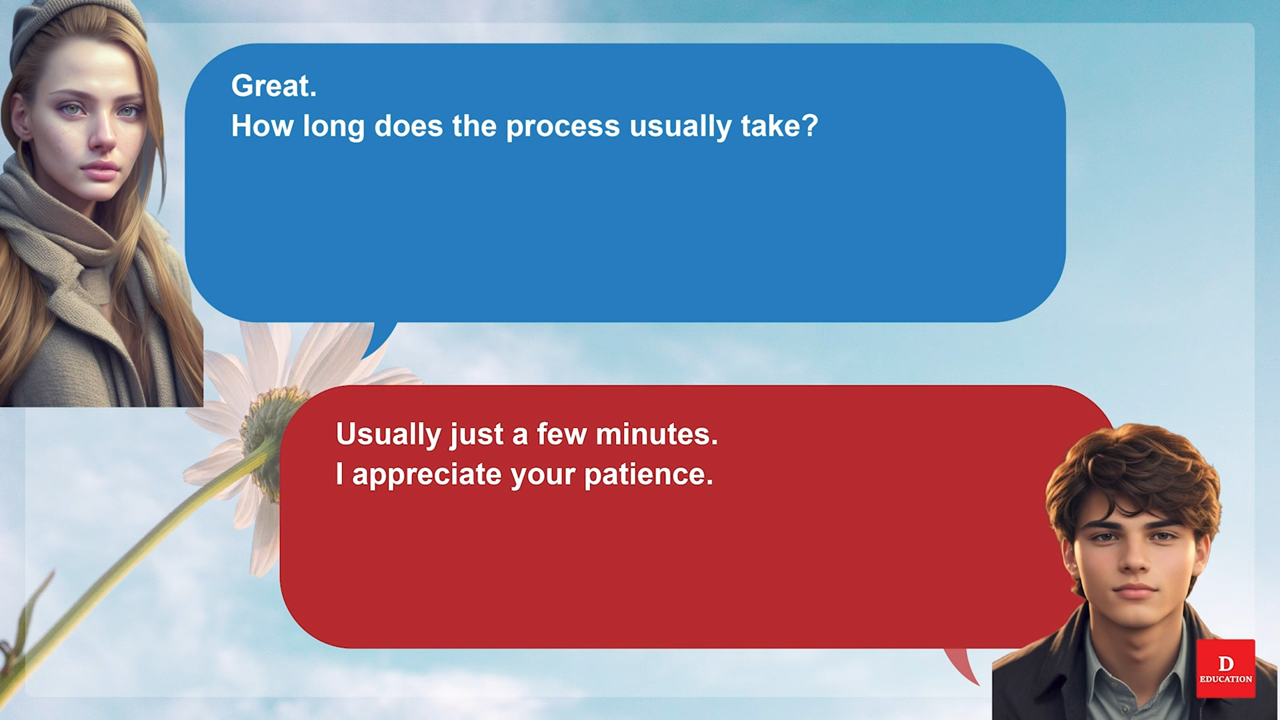 Great.
How long does the process usually take?
Usually just a few minutes.
I appreciate your patience.
D
EDUCATION